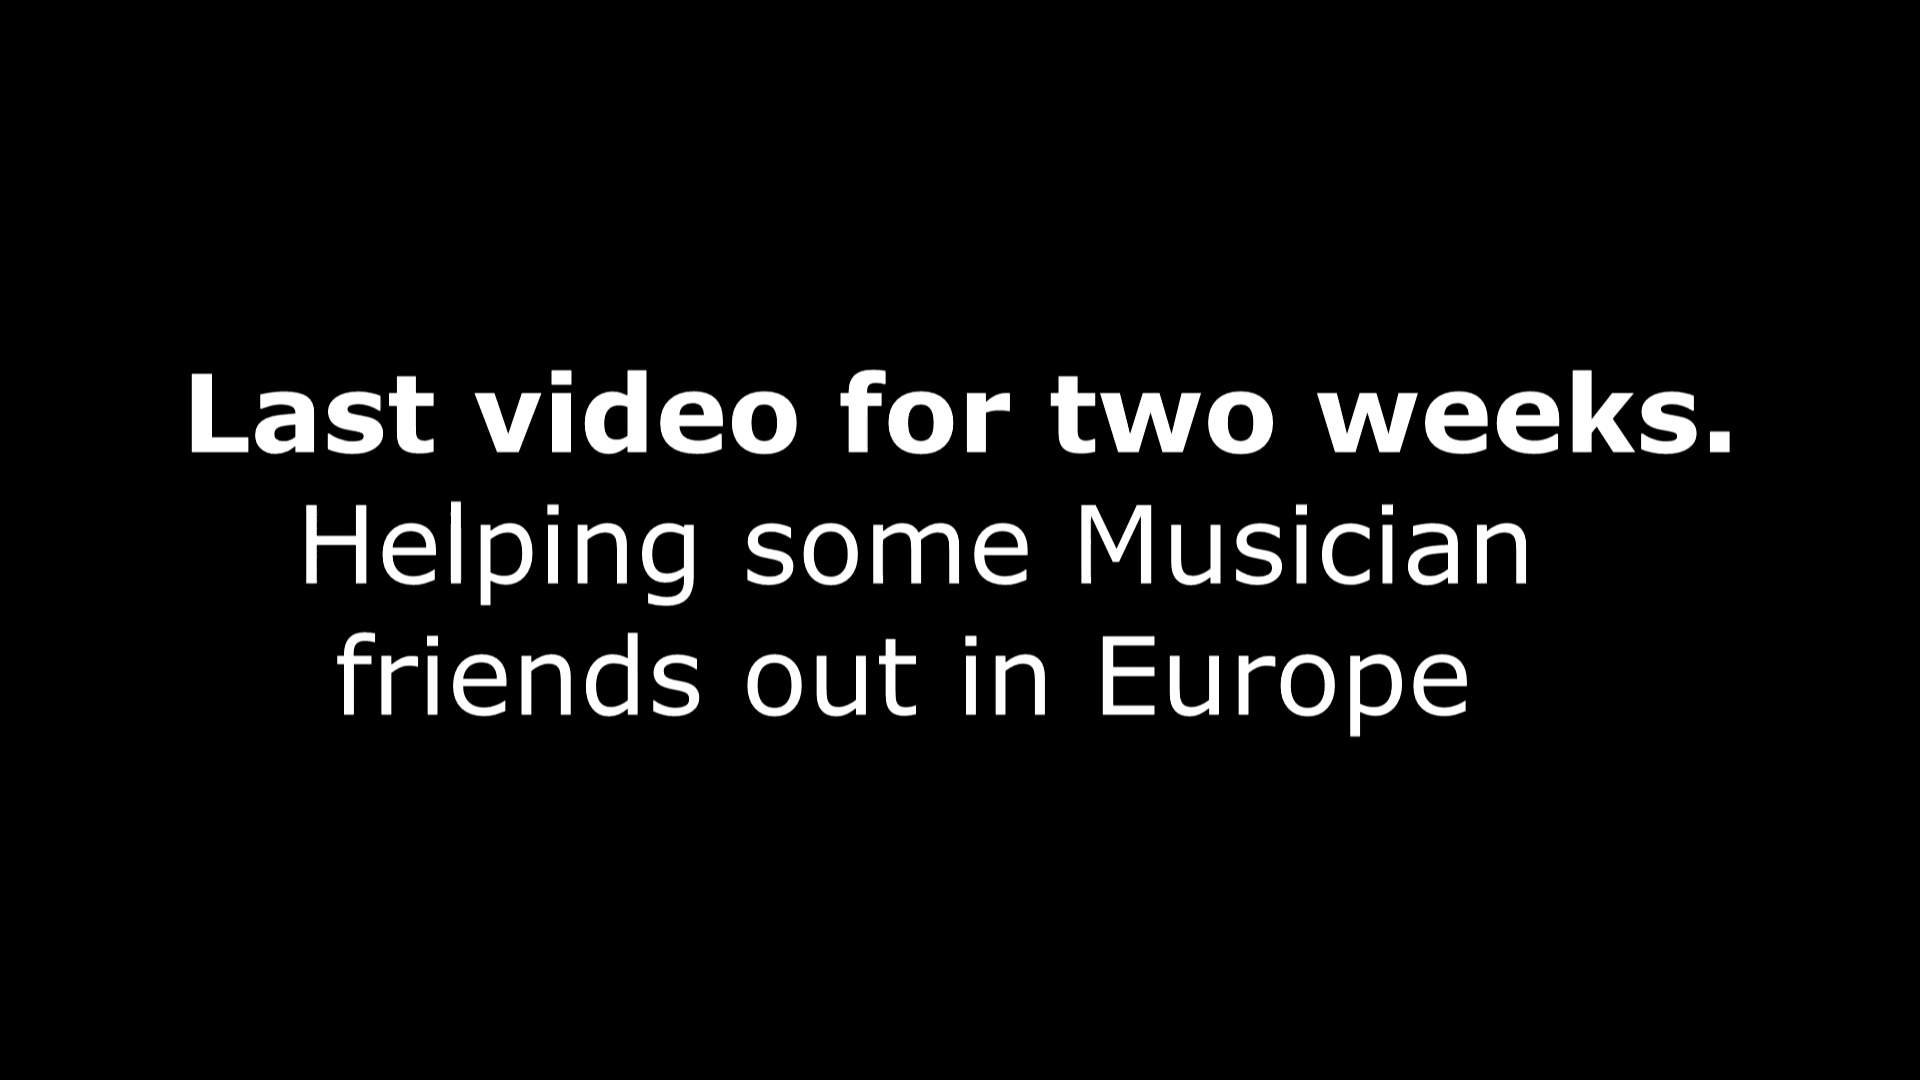 Last video for two weeks.
Helping some Musician
friends out in Europe